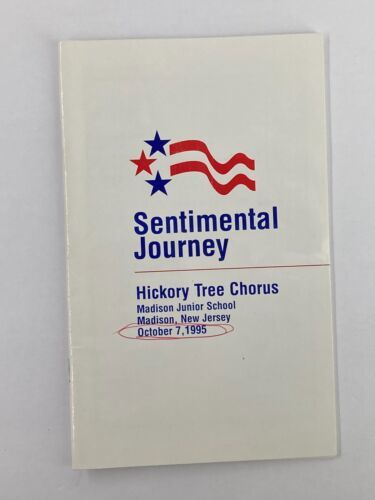 Sentimental
Journey
Hickory Tree Chorus
Madison Junior School
Madison, New Jersey
October 7,1995